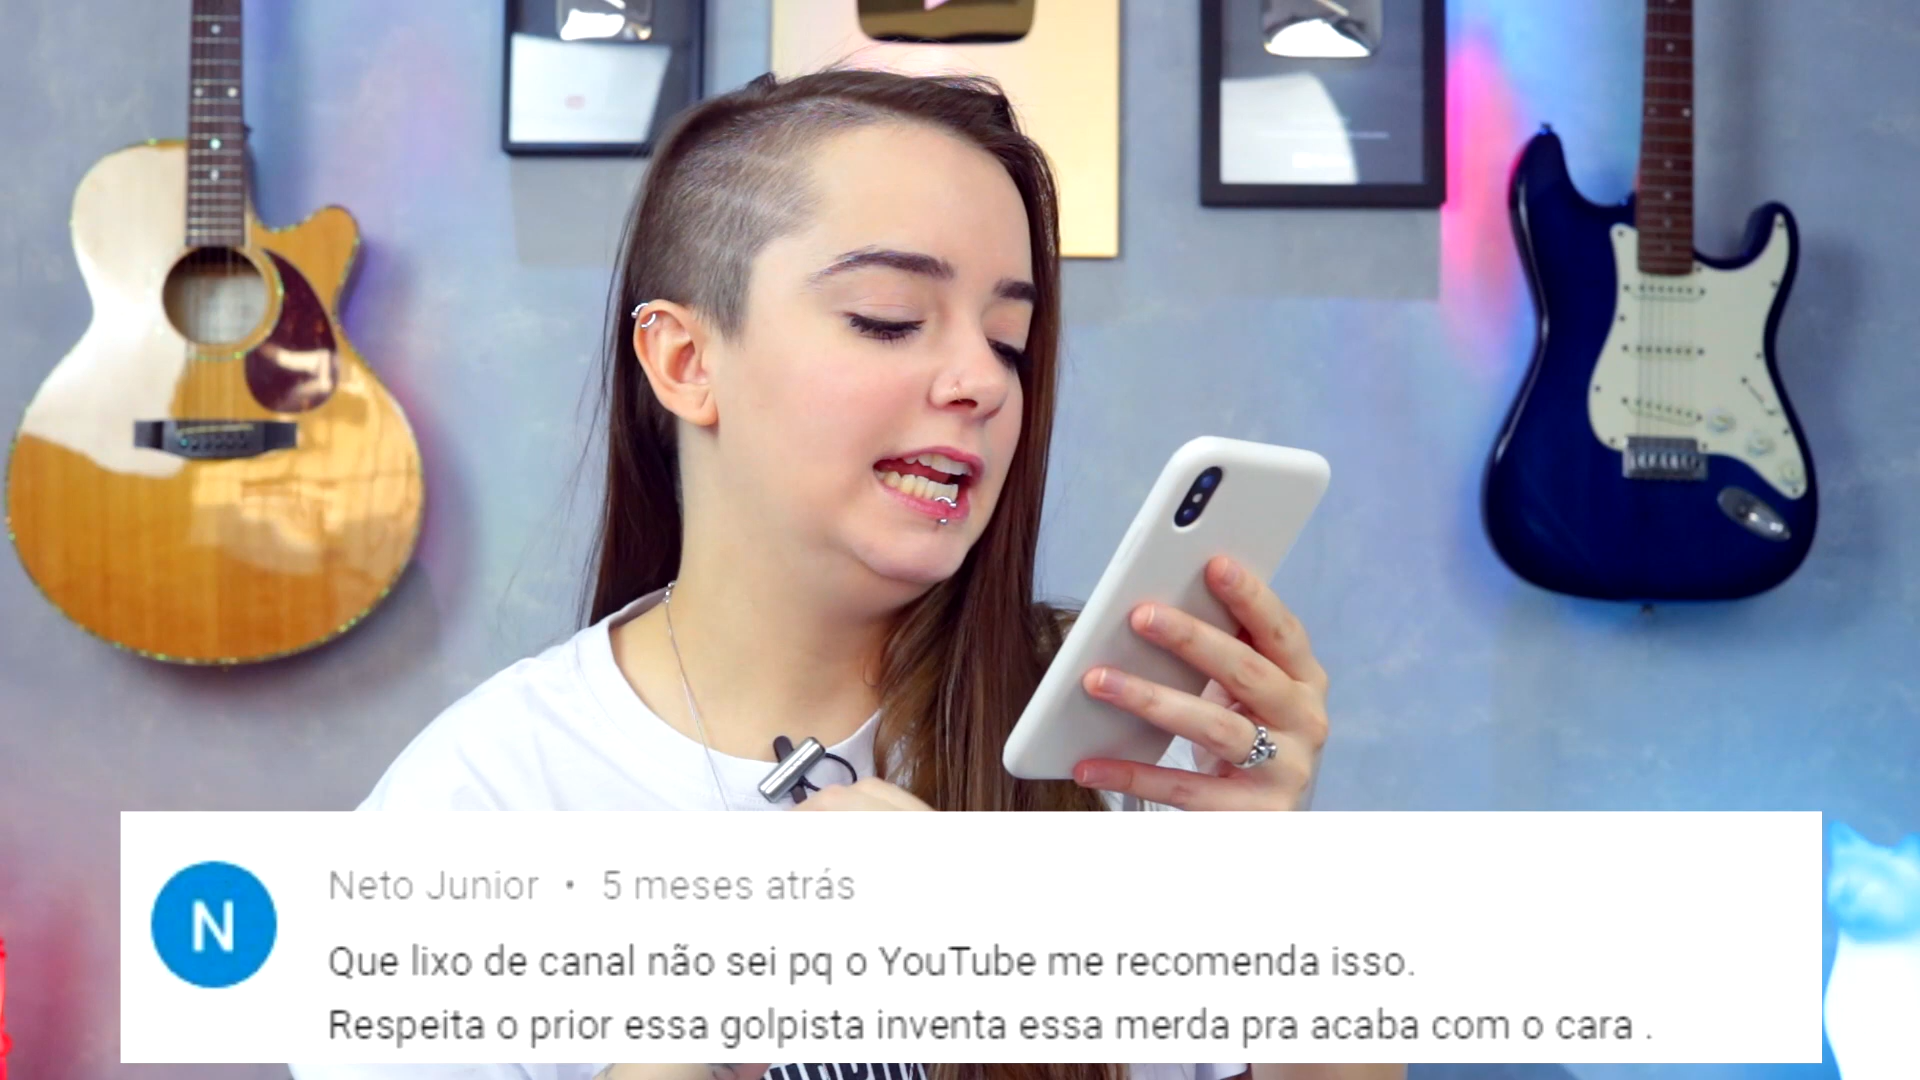 N
Neto Junior • 5 meses atrás
Que lixo de canal não sei pq o YouTube me recomenda isso.
Respeita o prior essa golpista inventa essa merda pra acaba com o cara .